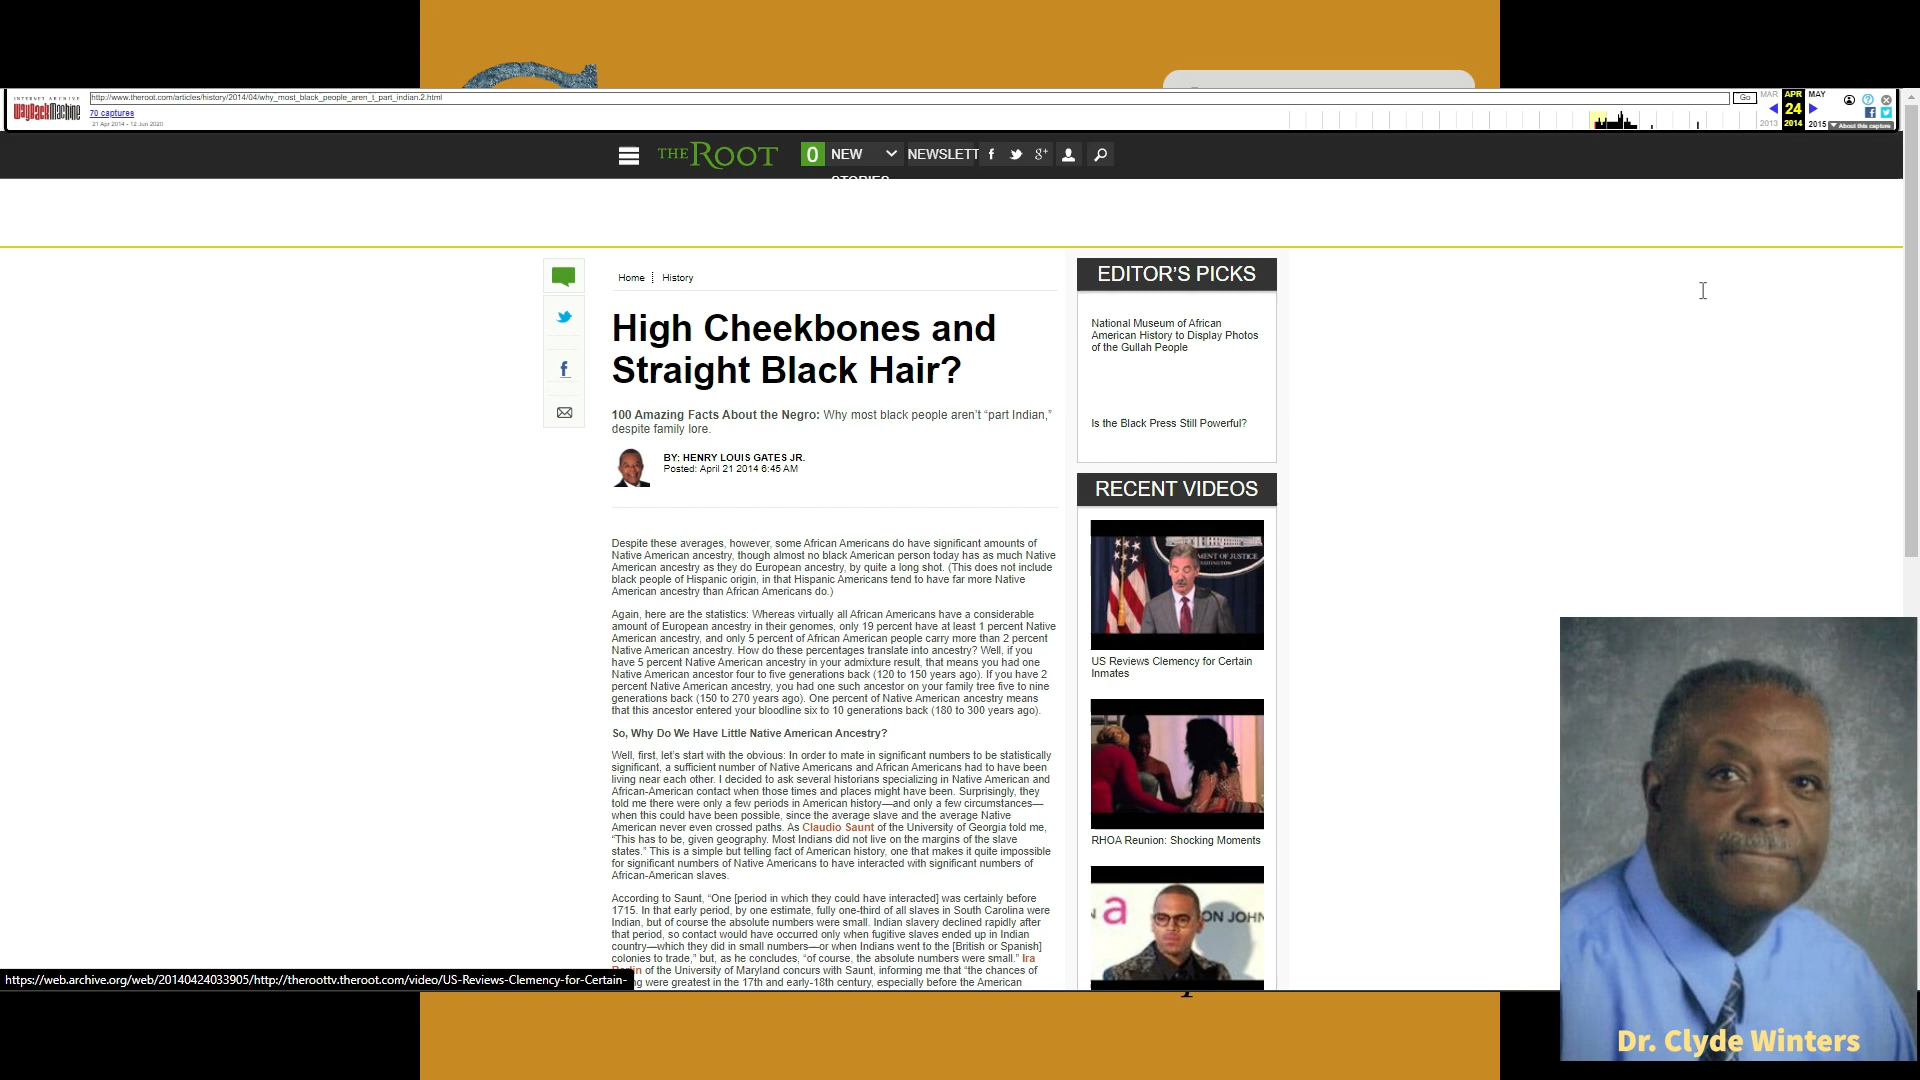 INTERNET ARCHIVE
WayBackMachine
http://www.theroot.com/articles/history/2014/04/why_most_black_people_aren_t_part_indian.2.html
Go
MAR
APR
MAY
70 captures
24
21 Apr 2014 - 12 Jun 2020
2013
2014
2015
About this capture
THE ROOT
0
NEW
STORIES
NEWSLETT
Home
History
High Cheekbones and
Straight Black Hair?
100 Amazing Facts About the Negro: Why most black people aren't “part Indian,”
despite family lore.
BY: HENRY LOUIS GATES JR.
Posted: April 21 2014 6:45 AM
Despite these averages, however, some African Americans do have significant amounts of
Native American ancestry, though almost no black American person today has as much Native
American ancestry as they do European ancestry, by quite a long shot. (This does not include
black people of Hispanic origin, in that Hispanic Americans tend to have far more Native
American ancestry than African Americans do.)
Again, here are the statistics: Whereas virtually all African Americans have a considerable
amount of European ancestry in their genomes, only 19 percent have at least 1 percent Native
American ancestry, and only 5 percent of African American people carry more than 2 percent
Native American ancestry. How do these percentages translate into ancestry? Well, if you
have 5 percent Native American ancestry in your admixture result, that means you had one
Native American ancestor four to five generations back (120 to 150 years ago). If you have 2
percent Native American ancestry, you had one such ancestor on your family tree five to nine
generations back (150 to 270 years ago). One percent of Native American ancestry means
that this ancestor entered your bloodline six to 10 generations back (180 to 300 years ago).
So, Why Do We Have Little Native American Ancestry?
Well, first, let's start with the obvious: In order to mate in significant numbers to be statistically
significant, a sufficient number of Native Americans and African Americans had to have been
living near each other. I decided to ask several historians specializing in Native American and
African-American contact when those times and places might have been. Surprisingly, they
told me there were only a few periods in American history—and only a few circumstances—
when this could have been possible, since the average slave and the average Native
American never even crossed paths. As Claudio Saunt of the University of Georgia told me,
“This has to be, given geography. Most Indians did not live on the margins of the slave
states.” This is a simple but telling fact of American history, one that makes it quite impossible
for significant numbers of Native Americans to have interacted with significant numbers of
African-American slaves.
According to Saunt, “One [period in which they could have interacted] was certainly before
1715. In that early period, by one estimate, fully one-third of all slaves in South Carolina were
Indian, but of course the absolute numbers were small. Indian slavery declined rapidly after
that period, so contact would have occurred only when fugitive slaves ended up in Indian
country—which they did in small numbers—or when Indians went to the [British or Spanish]
colonies to trade,” but, as he concludes, “of course, the absolute numbers were small.” Ira
of the University of Maryland concurs with Saunt, informing me that “the chances of
were greatest in the 17th and early-18th century, especially before the American
EDITOR'S PICKS
National Museum of African
American History to Display Photos
of the Gullah People
Is the Black Press Still Powerful?
RECENT VIDEOS
MENT OF JUSTICE
WASHINGTON
US Reviews Clemency for Certain
Inmates
RHOA Reunion: Shocking Moments
a
ON JOHN
https://web.archive.org/web/20140424033905/http://theroottv.theroot.com/video/US-Reviews-Clemency-for-Certain-
Dr. Clyde Winters